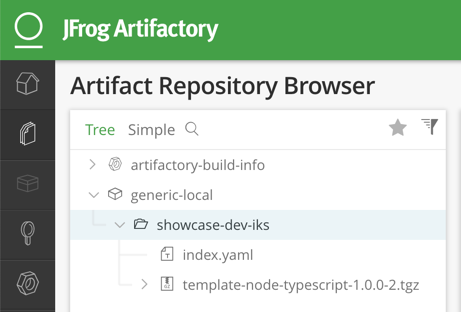 JFrog Artifactory
Artifact Repository Browser
Tree Simple
artifactory-build-info
generic-local
showcase-dev-iks
index.yaml
template-node-typescript-1.0.0-2.tgz